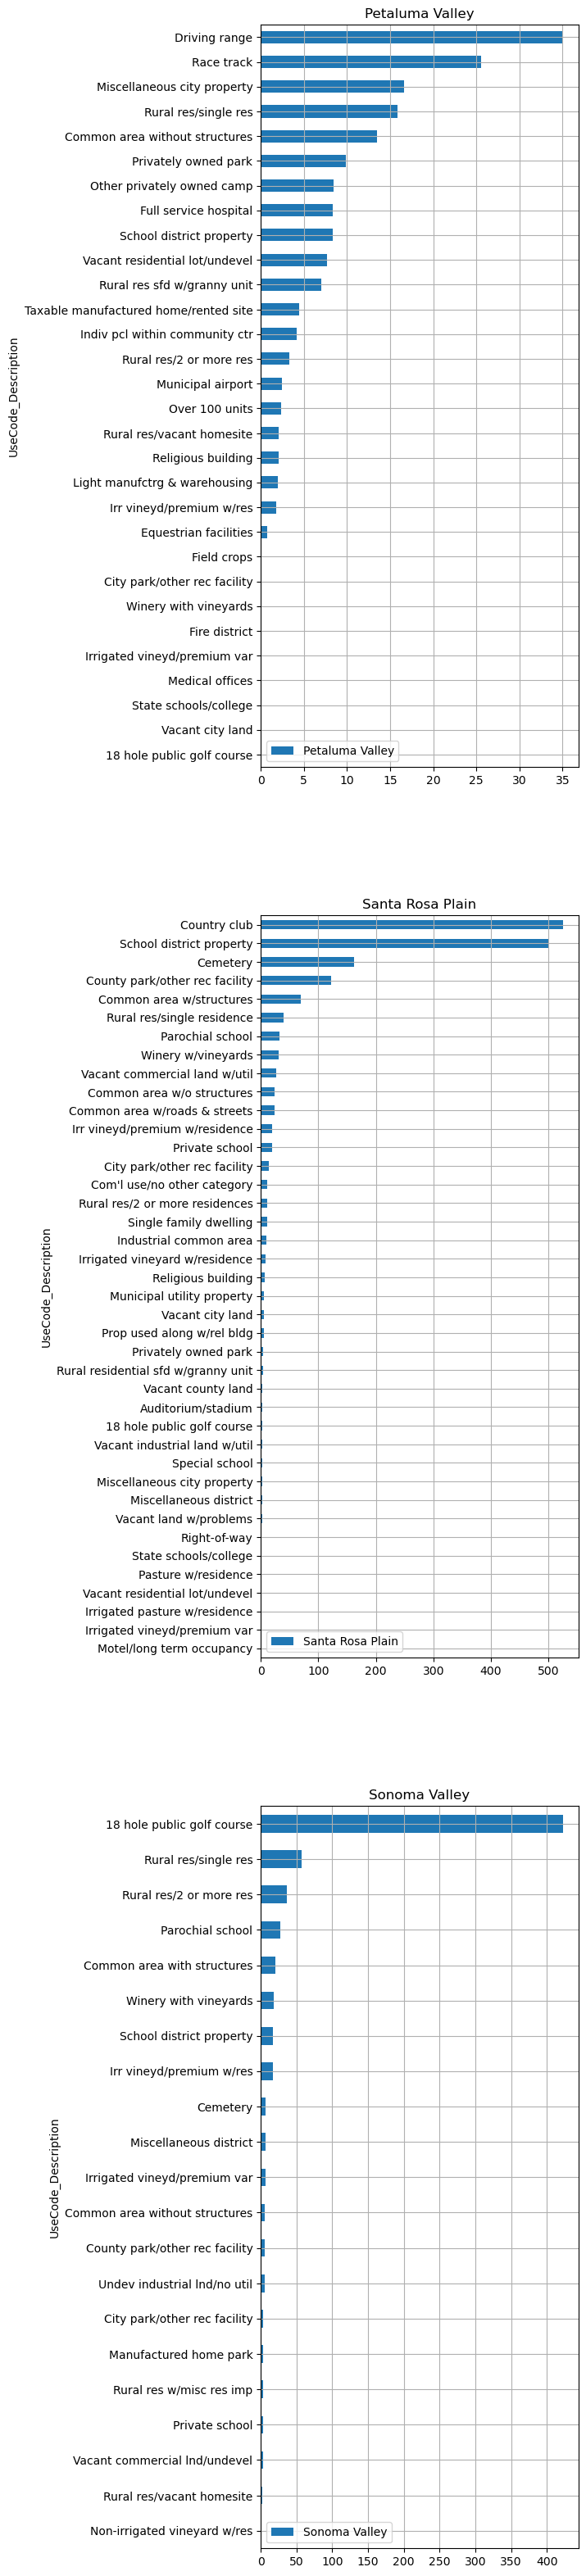 Petaluma Valley
Driving range
Race track
Miscellaneous city property
Rural res/single res
Common area without structures
Privately owned park
Other privately owned camp
Full service hospital
School district property
Vacant residential lot/undevel
Rural res sfd w/granny unit
Taxable manufactured home/rented site
Indiv pcl within community ctr
Rural res/2 or more res
Municipal airport
Over 100 units
Rural res/vacant homesite
Religious building
Light manufctrg & warehousing
Irr vineyd/premium w/res
Equestrian facilities
Field crops
City park/other rec facility
Winery with vineyards
Fire district
Irrigated vineyd/premium var
Medical offices
State schools/college
Vacant city land
18 hole public golf course
UseCode_Description
Petaluma Valley
0 5 10 15 20 25 30 35
Santa Rosa Plain
Country club
School district property
Cemetery
County park/other rec facility
Common area w/structures
Rural res/single residence
Parochial school
Winery w/vineyards
Vacant commercial land w/util
Common area w/o structures
Common area w/roads & streets
Irr vineyd/premium w/residence
Private school
City park/other rec facility
Com'l use/no other category
Rural res/2 or more residences
Single family dwelling
Industrial common area
Irrigated vineyard w/residence
Religious building
Municipal utility property
Vacant city land
Prop used along w/rel bldg
Privately owned park
Rural residential sfd w/granny unit
Vacant county land
Auditorium/stadium
18 hole public golf course
Vacant industrial land w/util
Special school
Miscellaneous city property
Miscellaneous district
Vacant land w/problems
Right-of-way
State schools/college
Pasture w/residence
Vacant residential lot/undevel
Irrigated pasture w/residence
Irrigated vineyd/premium var
Motel/long term occupancy
UseCode_Description
Santa Rosa Plain
0 100 200 300 400 500
Sonoma Valley
18 hole public golf course
Rural res/single res
Rural res/2 or more res
Parochial school
Common area with structures
Winery with vineyards
School district property
Irr vineyd/premium w/res
Cemetery
Miscellaneous district
Irrigated vineyd/premium var
Common area without structures
County park/other rec facility
Undev industrial lnd/no util
City park/other rec facility
Manufactured home park
Rural res w/misc res imp
Private school
Vacant commercial lnd/undevel
Rural res/vacant homesite
Non-irrigated vineyard w/res
UseCode_Description
Sonoma Valley
0 50 100 150 200 250 300 350 400